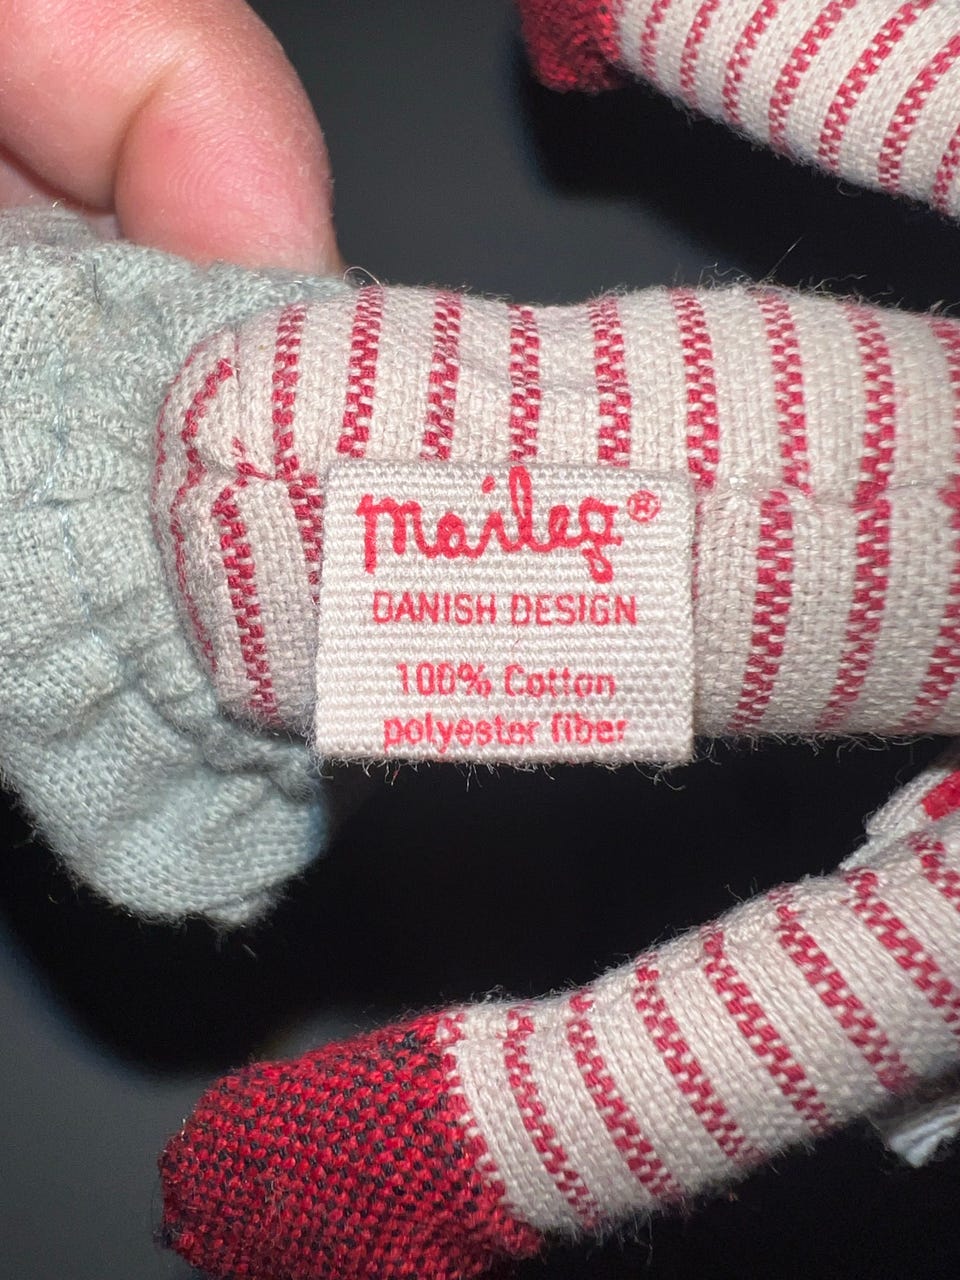 maileg®
DANISH DESIGN
100% Cotton
polyester fiber